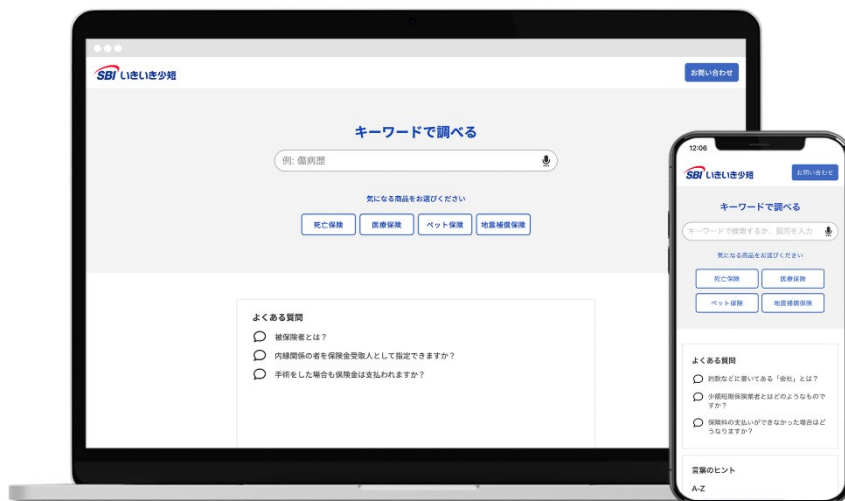 SBI いきいき少短
お問い合わせ
キーワードで調べる
例: 傷病歴
気になる商品をお選びください
死亡保険
医療保険
ペット保険
地震補償保険
よくある質問
被保険者とは？
内縁関係の者を保険金受取人として指定できますか？
手術をした場合も保険金は支払われますか？
12:06
SBI いきいき少短
お問い合わせ
キーワードで調べる
キーワードで検索するか、質問を入力
気になる商品をお選びください
死亡保険
医療保険
ペット保険
地震補償保険
よくある質問
約款などに書いてある「会社」とは？
少額短期保険業者とはどのようなもので
すか？
保険料の支払いができなかった場合はど
うなりますか？
言葉のヒント
A-Z